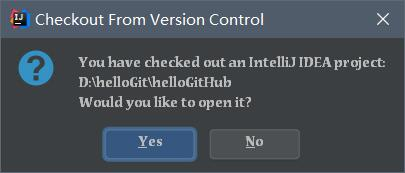 IJ
Checkout From Version Control
You have checked out an IntelliJ IDEA project:
D:\helloGit\helloGitHub
Would you like to open it?
Yes
No